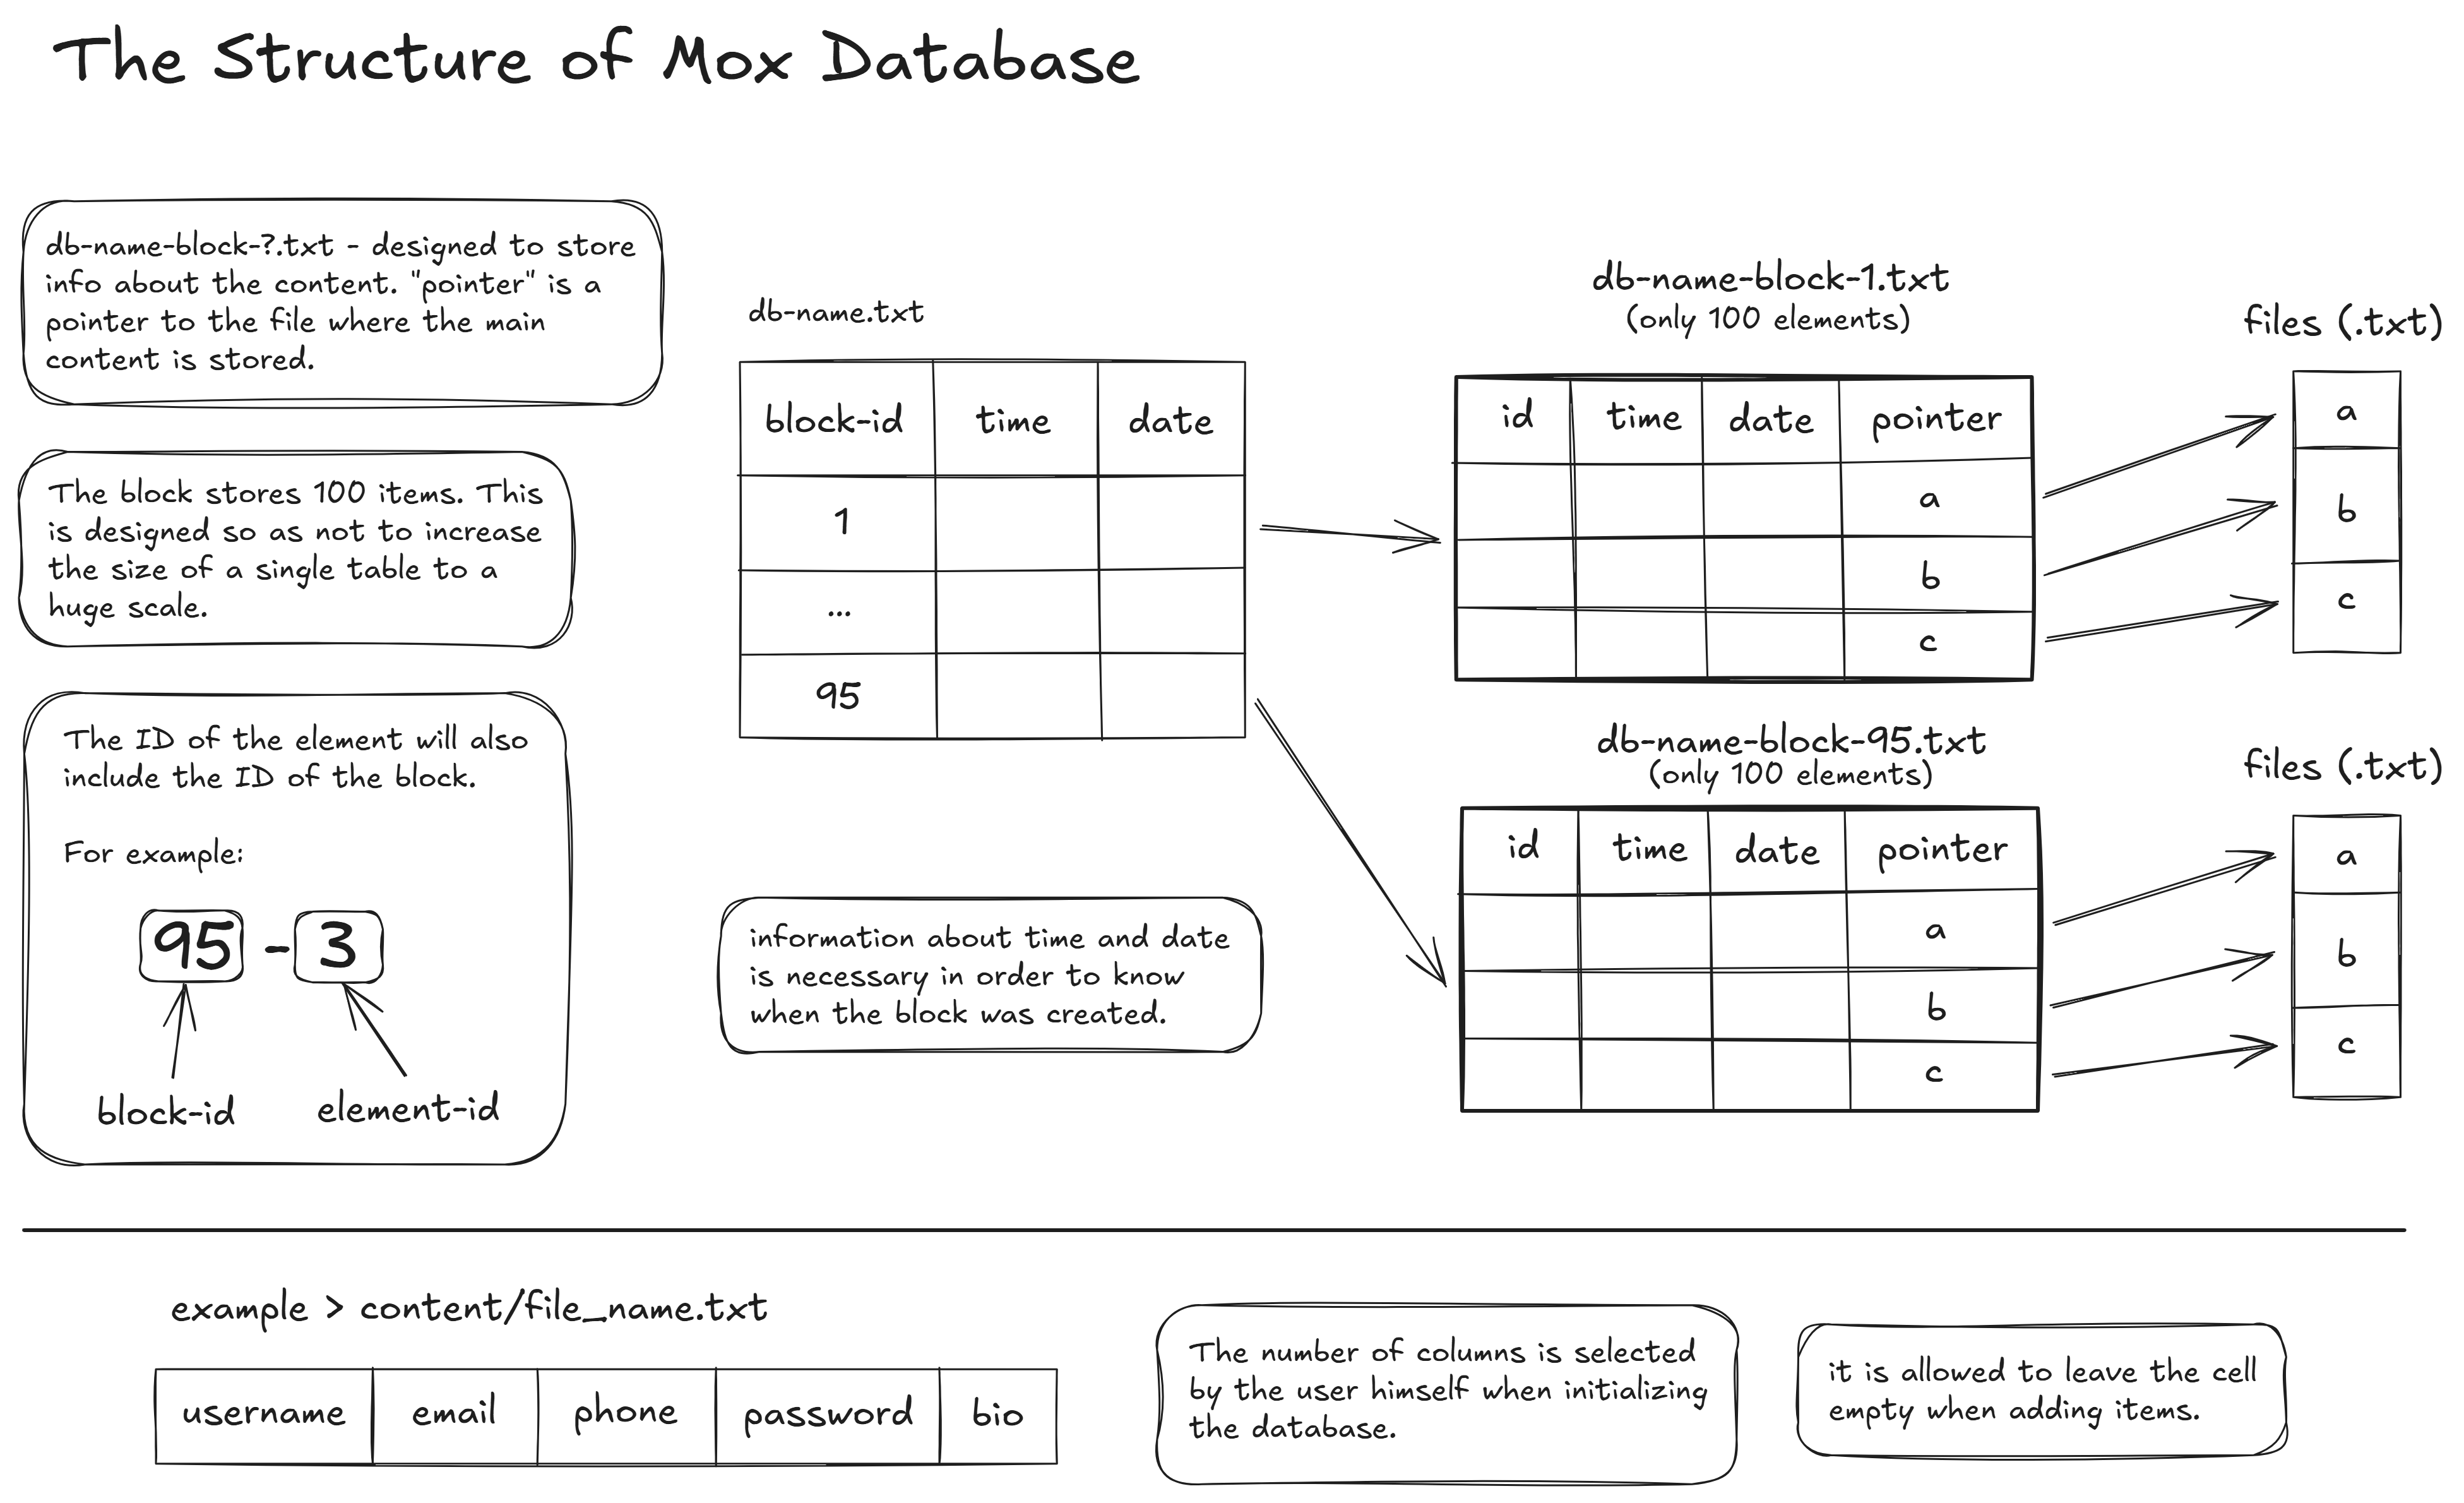 The Structure of Mox Database
db-name-block-?.txt - designed to store
info about the content. "pointer" is a
pointer to the file where the main
content is stored.
The block stores 100 items. This
is designed so as not to increase
the size of a single table to a
huge scale.
The ID of the element will also
include the ID of the block.
For example:
95 - 3
block-id element-id
db-name.txt
block-id time date
1
...
95
information about time and date
is necessary in order to know
when the block was created.
db-name-block-1.txt
(only 100 elements)
id time date pointer
a
b
c
files (.txt)
a
b
c
db-name-block-95.txt
(only 100 elements)
id time date pointer
a
b
c
files (.txt)
a
b
c
example > content/file_name.txt
username email phone password bio
The number of columns is selected
by the user himself when initializing
the database.
it is allowed to leave the cell
empty when adding items.